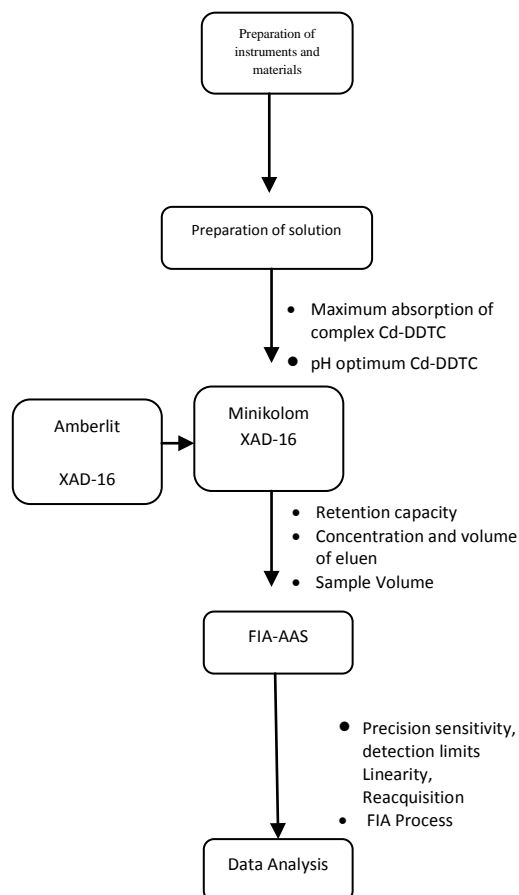 Preparation of
instruments and
materials
Preparation of solution
• Maximum absorption of
complex Cd-DDTC
• pH optimum Cd-DDTC
Amberlit
XAD-16
Minikolom
XAD-16
• Retention capacity
• Concentration and volume
of eluen
• Sample Volume
FIA-AAS
• Precision sensitivity,
detection limits
Linearity,
Reacquisition
• FIA Process
Data Analysis